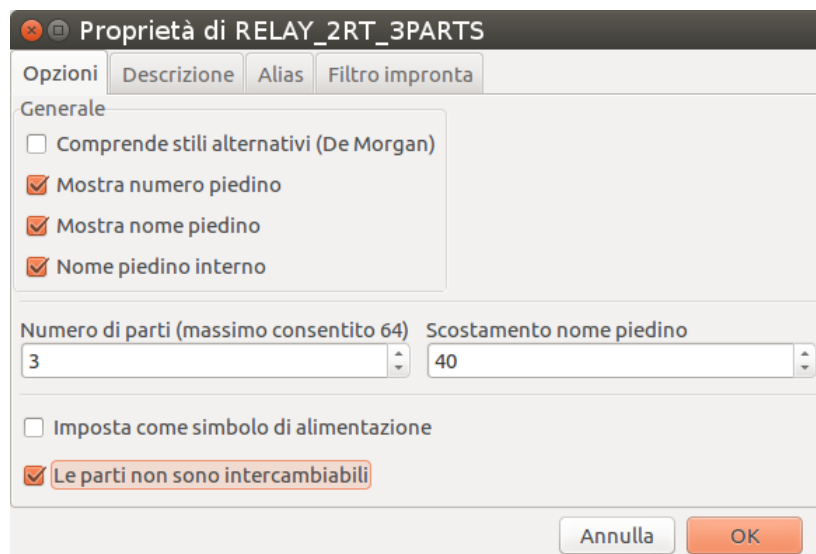 Proprietà di RELAY_2RT_3PARTS
Opzioni Descrizione Alias Filtro impronta
Generale
Comprende stili alternativi (De Morgan)
Mostra numero piedino
Mostra nome piedino
Nome piedino interno
Numero di parti (massimo consentito 64) Scostamento nome piedino
3 40
Imposta come simbolo di alimentazione
Le parti non sono intercambiabili
Annulla OK